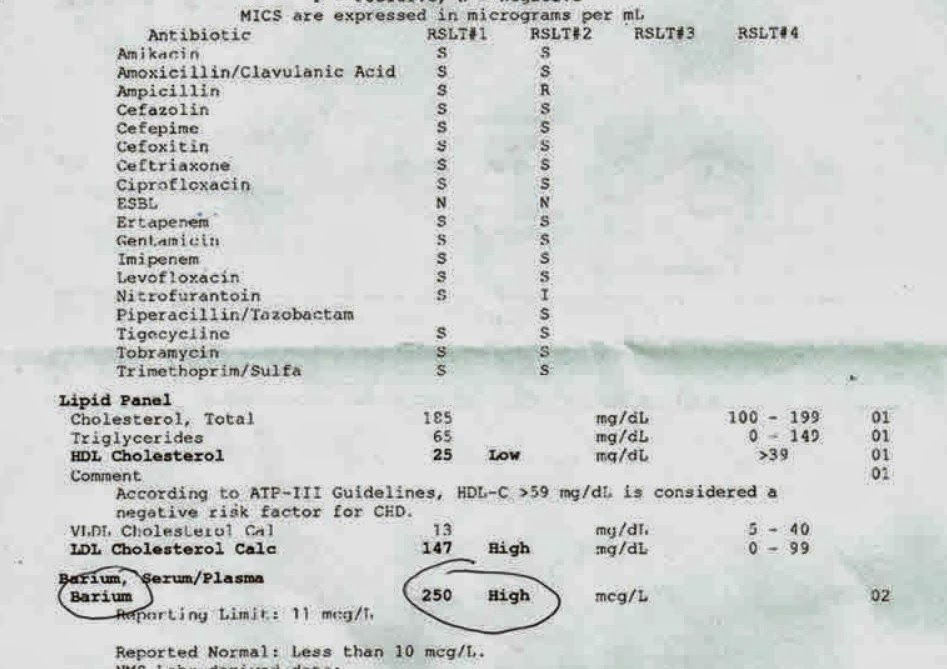 MICS are expressed in micrograms per mL
Antibiotic RSLT#1 RSLT#2 RSLT#3 RSLT#4
Amikacin S S
Amoxicillin/Clavulanic Acid S S
Ampicillin S R
Cefazolin S S
Cefepime S S
Cefoxitin S S
Ceftriaxone S S
Ciprofloxacin S S
ESBL N N
Ertapenem S S
Gentamicin S S
Imipenem S S
Levofloxacin S S
Nitrofurantoin S I
Piperacillin/Tazobactam S
Tigecycline S S
Tobramycin S S
Trimethoprim/Sulfa S S
Lipid Panel
Cholesterol, Total 185 mg/dL 100 - 199 01
Triglycerides 65 mg/dL 0 - 149 01
HDL Cholesterol 25 Low mg/dL >39 01
Comment 01
According to ATP-III Guidelines, HDL-C >59 mg/dL is considered a
negative risk factor for CHD.
VLDL Cholesterol Cal 13 mg/dL 5 - 40
LDL Cholesterol Calc 147 High mg/dL 0 - 99
Barium, Serum/Plasma
Barium 250 High mcg/L 02
Reporting Limit: 11 mcg/L
Reported Normal: Less than 10 mcg/L.